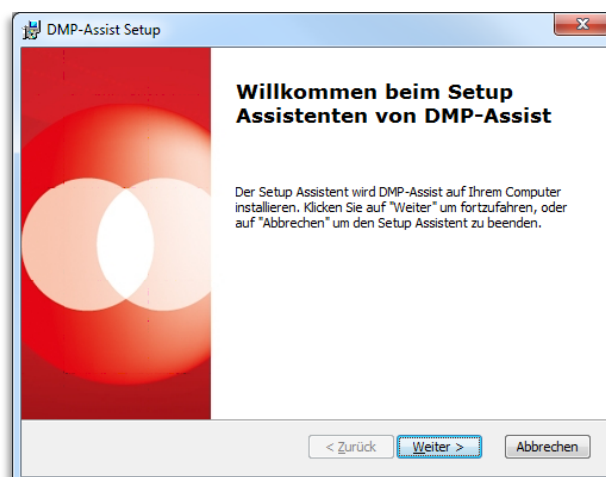 DMP-Assist Setup
Willkommen beim Setup
Assistenten von DMP-Assist
Der Setup Assistent wird DMP-Assist auf Ihrem Computer
installieren. Klicken Sie auf "Weiter" um fortzufahren, oder
auf "Abbrechen" um den Setup Assistent zu beenden.
< Zurück Weiter > Abbrechen